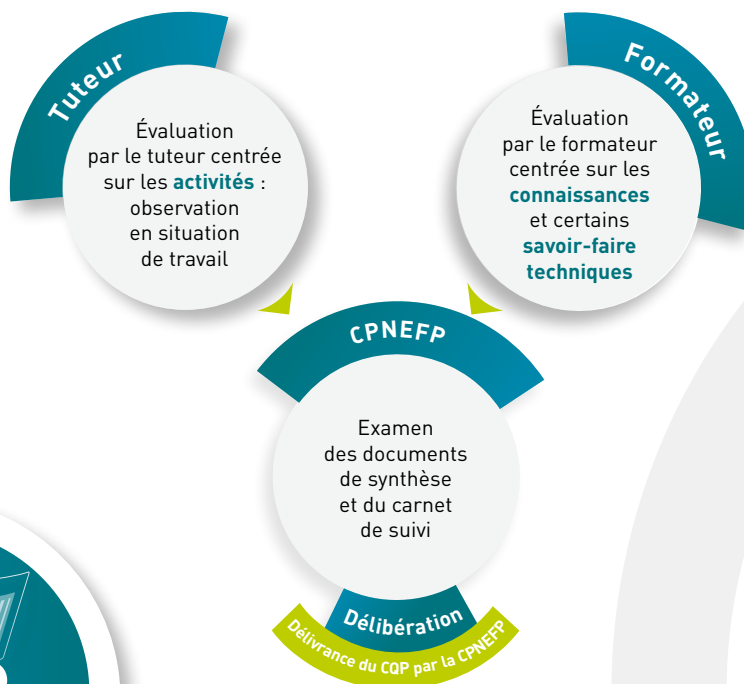 Tuteur
Évaluation
par le tuteur centrée
sur les activités :
observation
en situation
de travail
Formateur
Évaluation
par le formateur
centrée sur les
connaissances
et certains
savoir-faire
techniques
CPNEFP
Examen
des documents
de synthèse
et du carnet
de suivi
Délibération
Délivrance du CQP par la CPNEFP